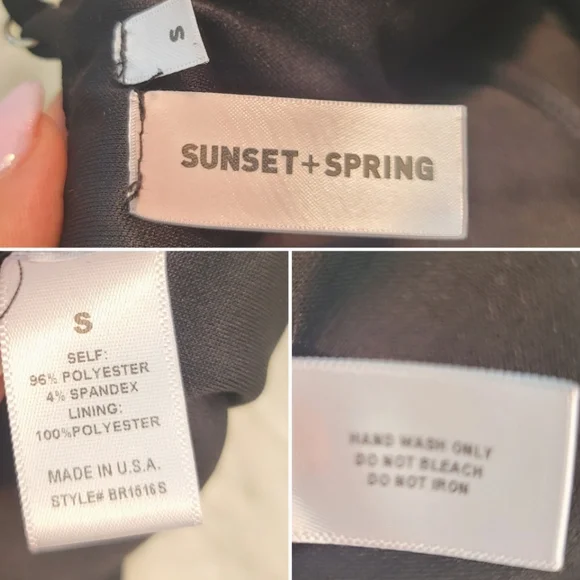 S
SUNSET+SPRING
S
SELF:
96% POLYESTER
4% SPANDEX
LINING:
100%POLYESTER
MADE IN U.S.A.
STYLE# BR1516S
HAND WASH ONLY
DO NOT BLEACH
DO NOT IRON